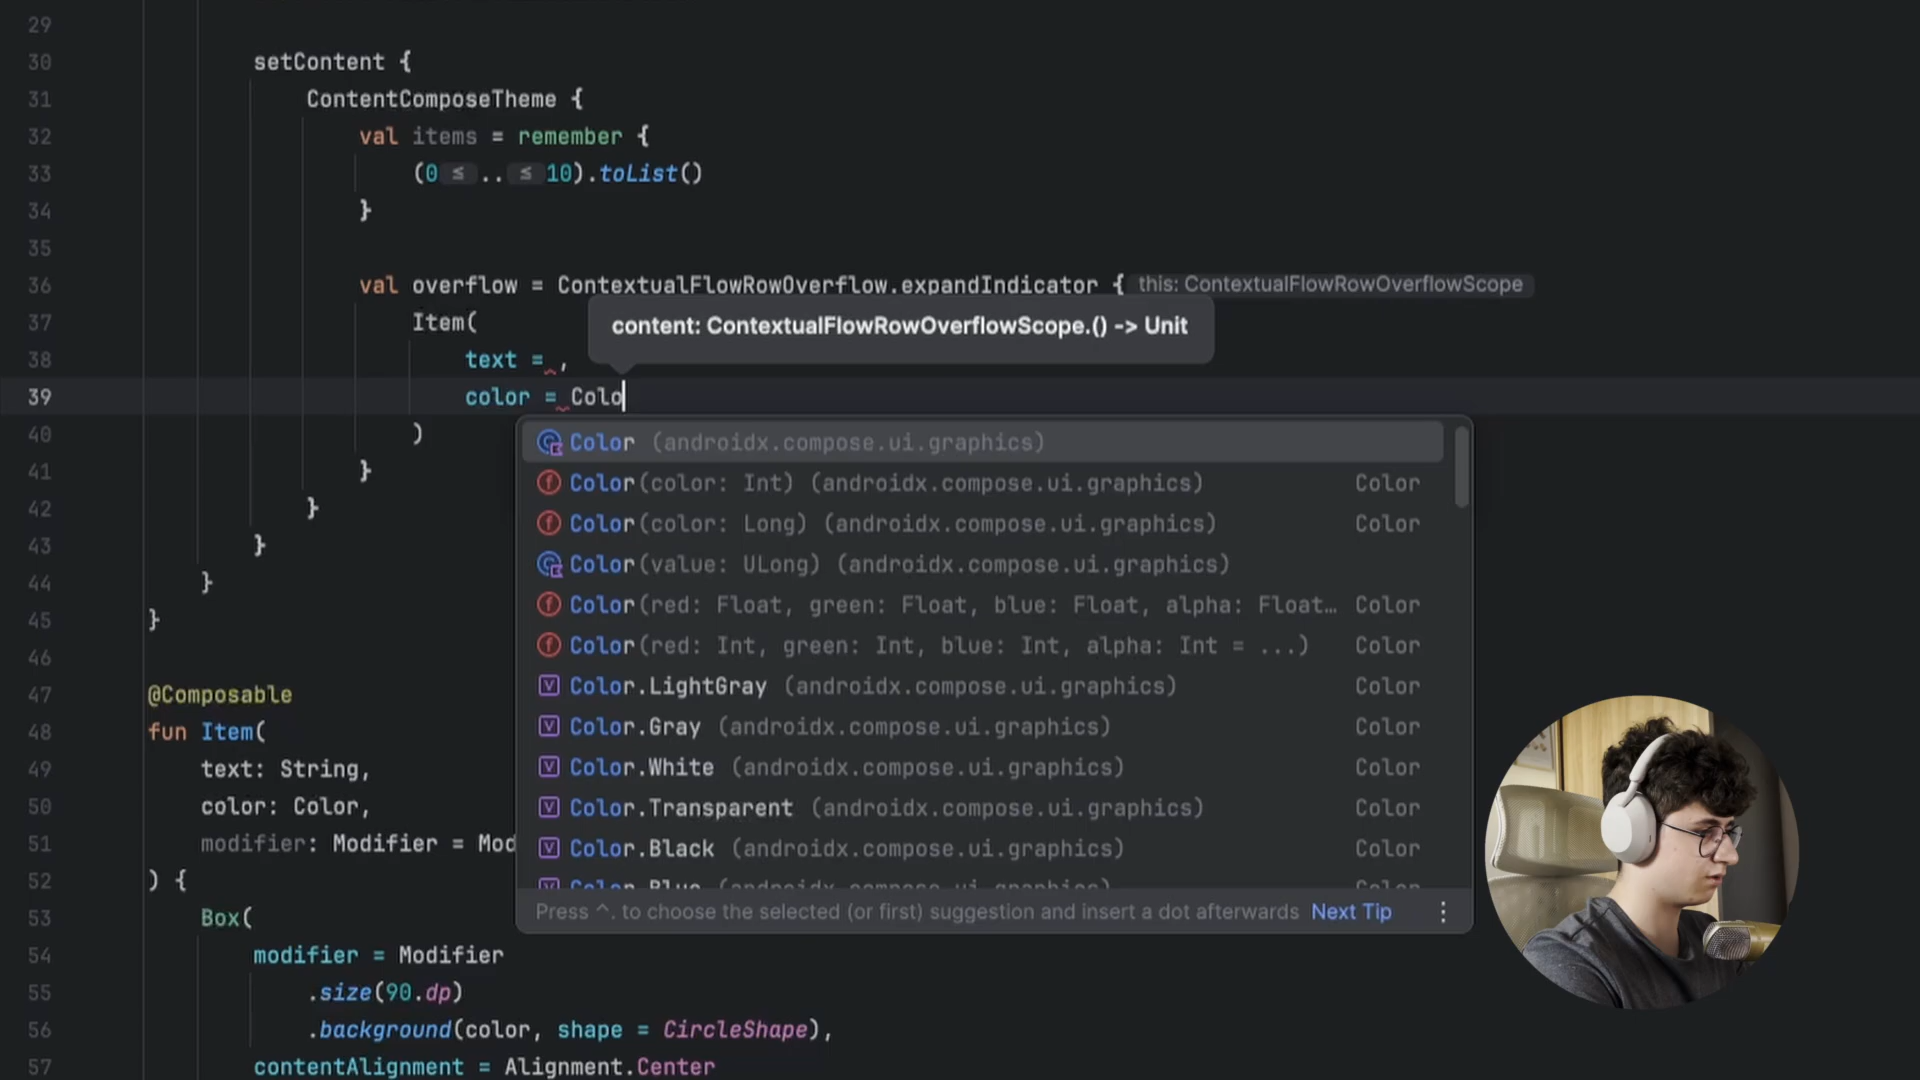 29
30 setContent {
31 ContentComposeTheme {
32 val items = remember {
33 (0 ≤ .. ≤ 10).toList()
34 }
35
36 val overflow = ContextualFlowRowOverflow.expandIndicator { this: ContextualFlowRowOverflowScope
37 Item(
content: ContextualFlowRowOverflowScope.() -> Unit
38 text = ,
39 color = Colo
40 )
41 }
42 }
43 }
44 }
45 }
46
47 @Composable
48 fun Item(
49 text: String,
50 color: Color,
51 modifier: Modifier = Mod
52 ) {
53 Box(
54 modifier = Modifier
55 .size(90.dp)
56 .background(color, shape = CircleShape),
57 contentAlignment = Alignment.Center
Color (androidx.compose.ui.graphics)
Color(color: Int) (androidx.compose.ui.graphics) Color
Color(color: Long) (androidx.compose.ui.graphics) Color
Color(value: ULong) (androidx.compose.ui.graphics)
Color(red: Float, green: Float, blue: Float, alpha: Float… Color
Color(red: Int, green: Int, blue: Int, alpha: Int = ...) Color
Color.LightGray (androidx.compose.ui.graphics) Color
Color.Gray (androidx.compose.ui.graphics) Color
Color.White (androidx.compose.ui.graphics) Color
Color.Transparent (androidx.compose.ui.graphics) Color
Color.Black (androidx.compose.ui.graphics) Color
Color.Blue (androidx.compose.ui.graphics) Color
Press ^. to choose the selected (or first) suggestion and insert a dot afterwards Next Tip